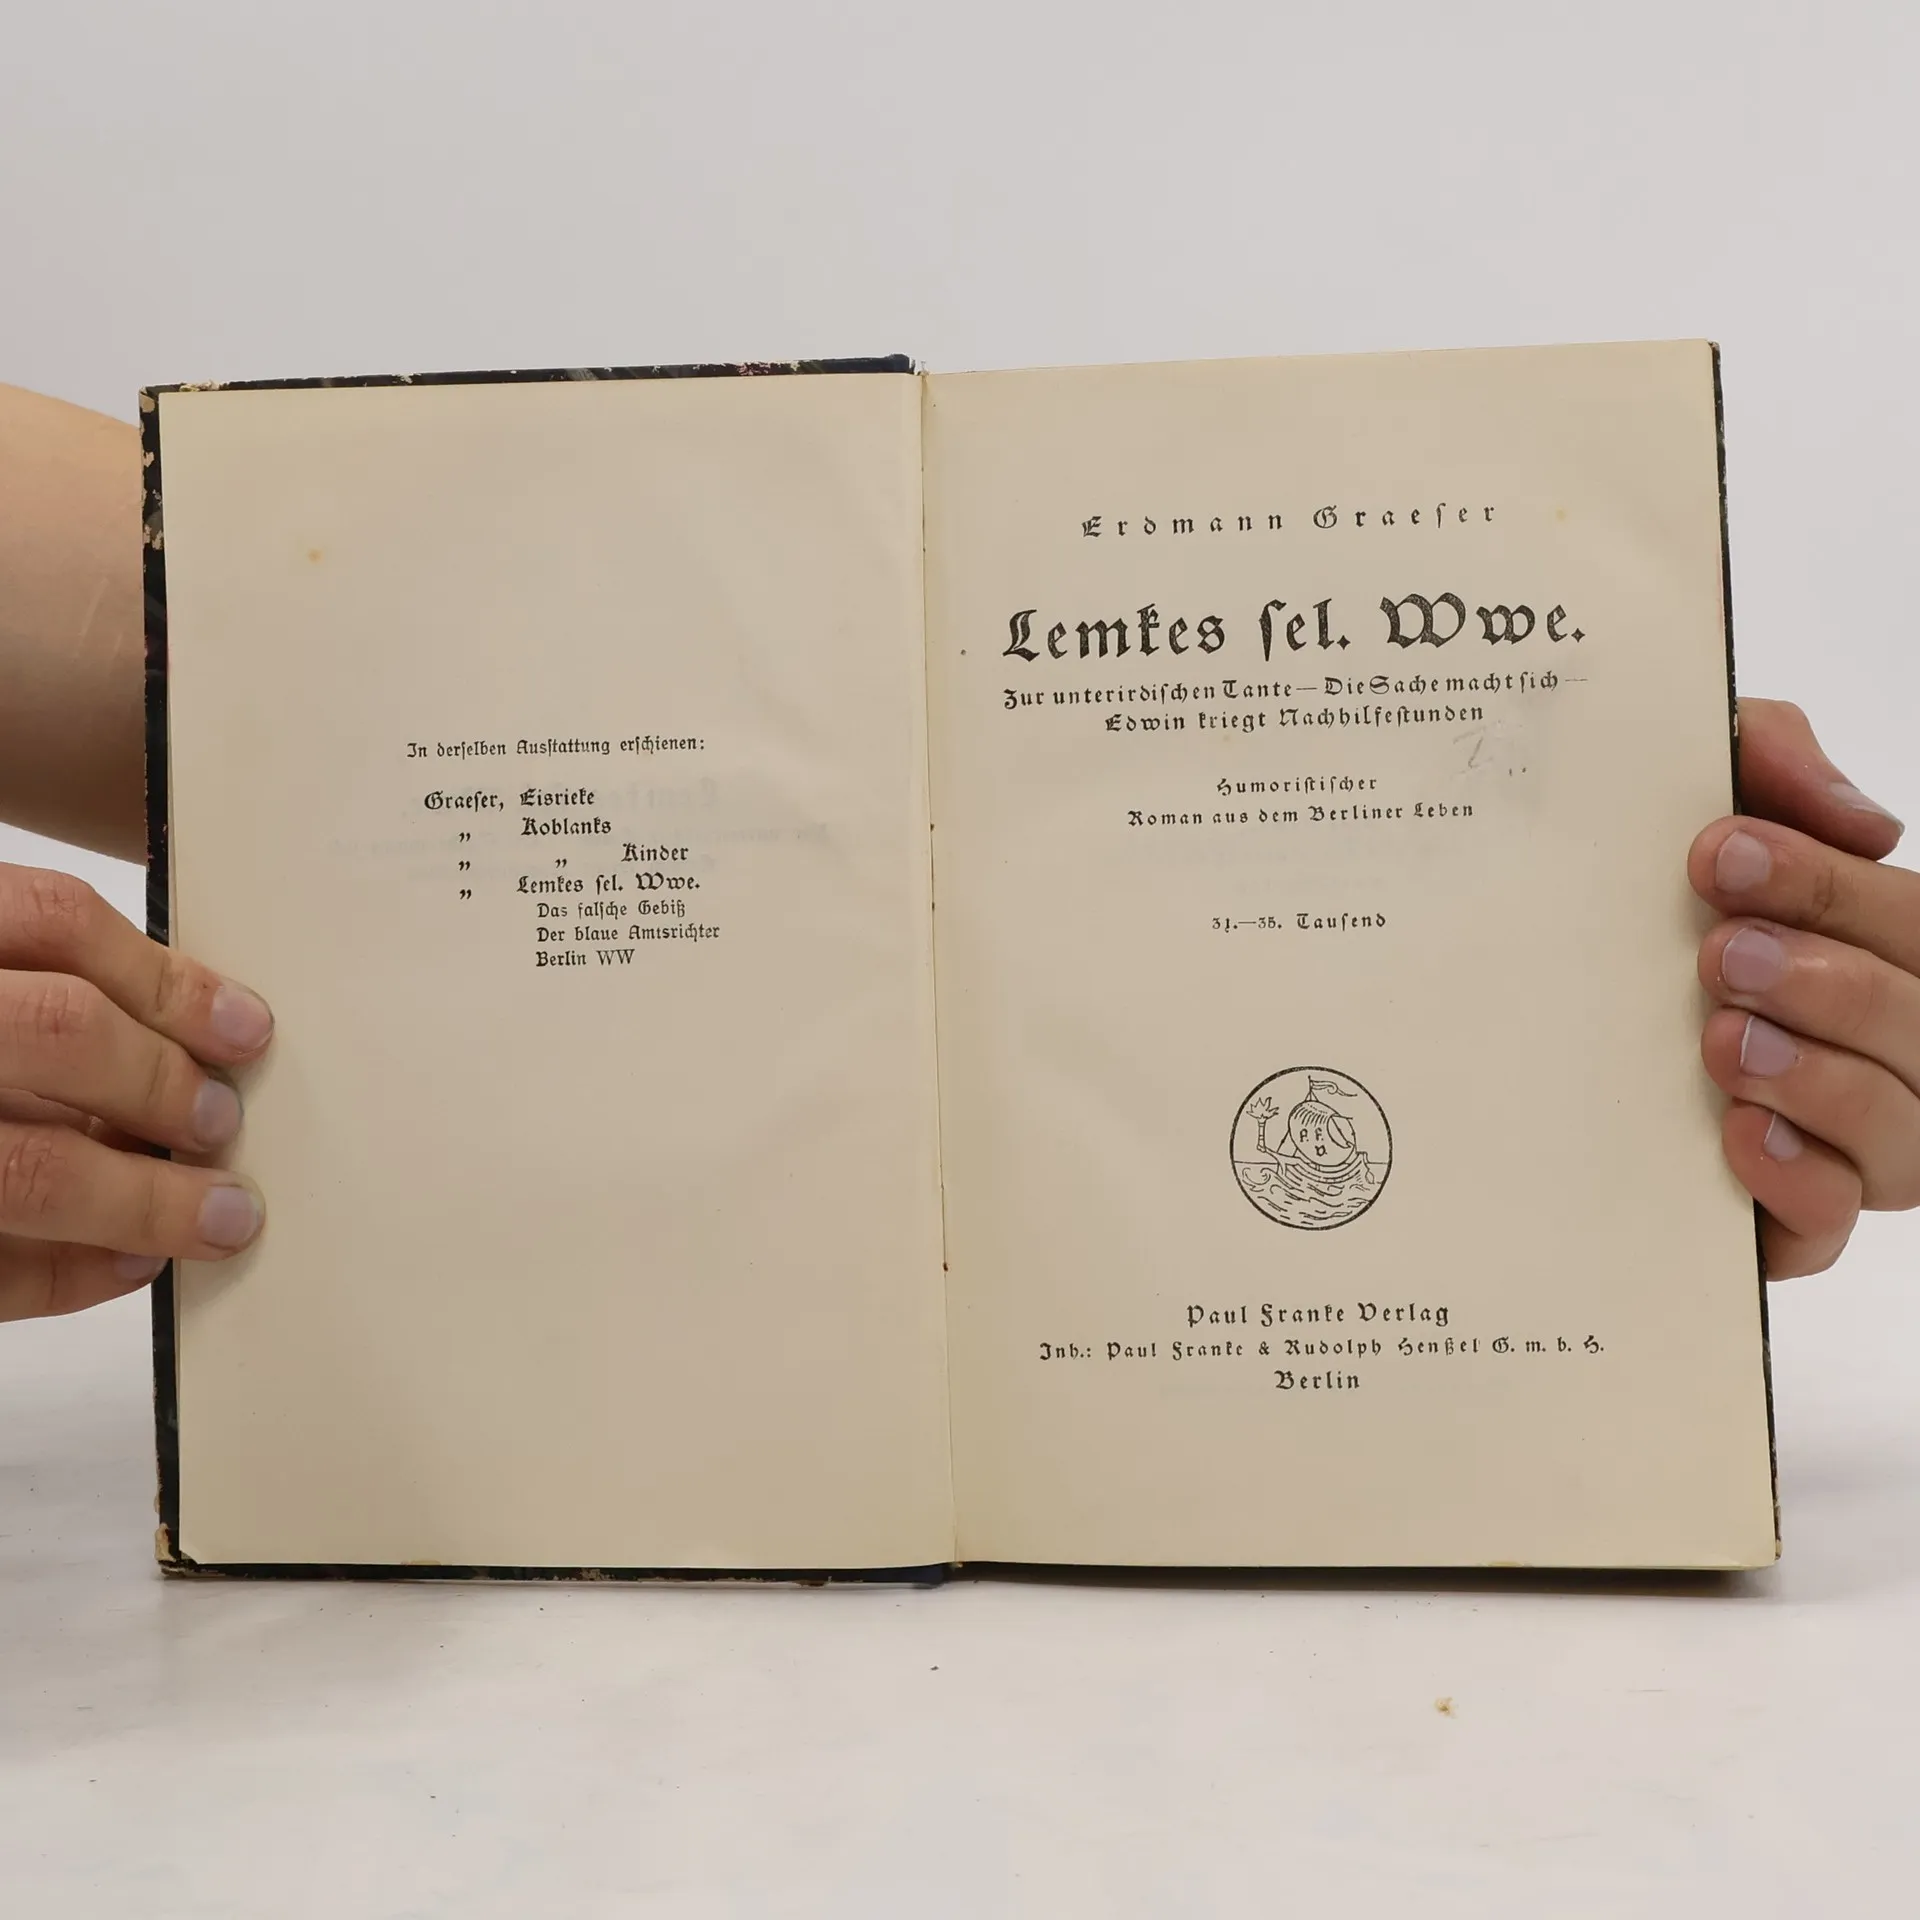 In derselben Ausstattung erschienen:
Graeser, Eisrieke
„ Koblanks
„ „ Kinder
„ Lemkes sel. Wwe.
Das falsche Gebiß
Der blaue Amtsrichter
Berlin WW
Erdmann Graeser
Lemkes sel. Wwe.
Zur unterirdischen Tante — Die Sache macht sich —
Edwin kriegt Nachhilfestunden
Humoristischer
Roman aus dem Berliner Leben
31.—35. Tausend
P. F.
V.
Paul Franke Verlag
Inh.: Paul Franke & Rudolph Henßel G. m. b. H.
Berlin